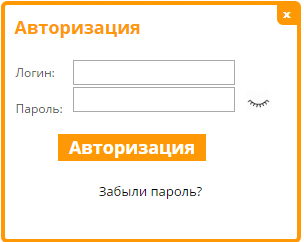 x
Авторизация
Логин:
Пароль:
Авторизация
Забыли пароль?